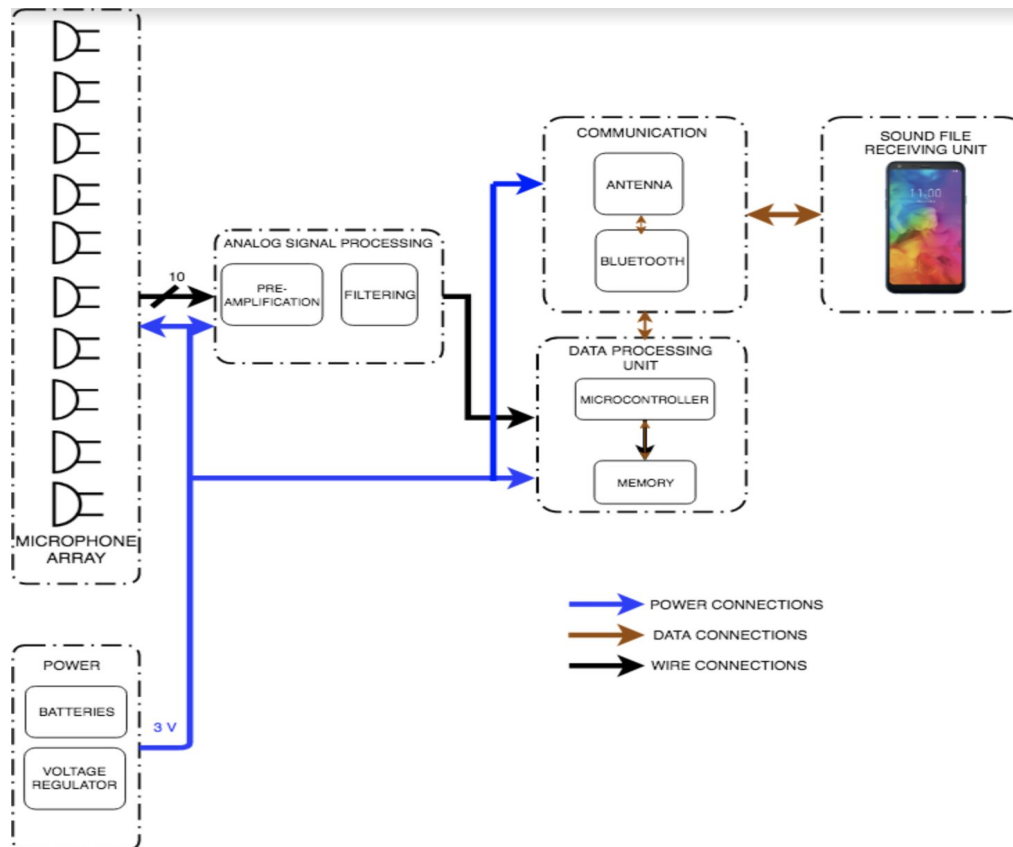 COMMUNICATION
ANTENNA
BLUETOOTH
SOUND FILE
RECEIVING UNIT
11:00
ANALOG SIGNAL PROCESSING
PRE-
AMPLIFICATION
FILTERING
10
DATA PROCESSING
UNIT
MICROCONTROLLER
MEMORY
MICROPHONE
ARRAY
POWER CONNECTIONS
DATA CONNECTIONS
WIRE CONNECTIONS
POWER
BATTERIES
VOLTAGE
REGULATOR
3 V